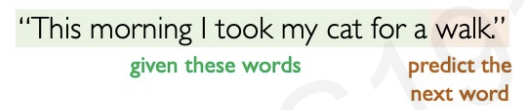 “This morning I took my cat for a walk.”
given these words
predict the
next word